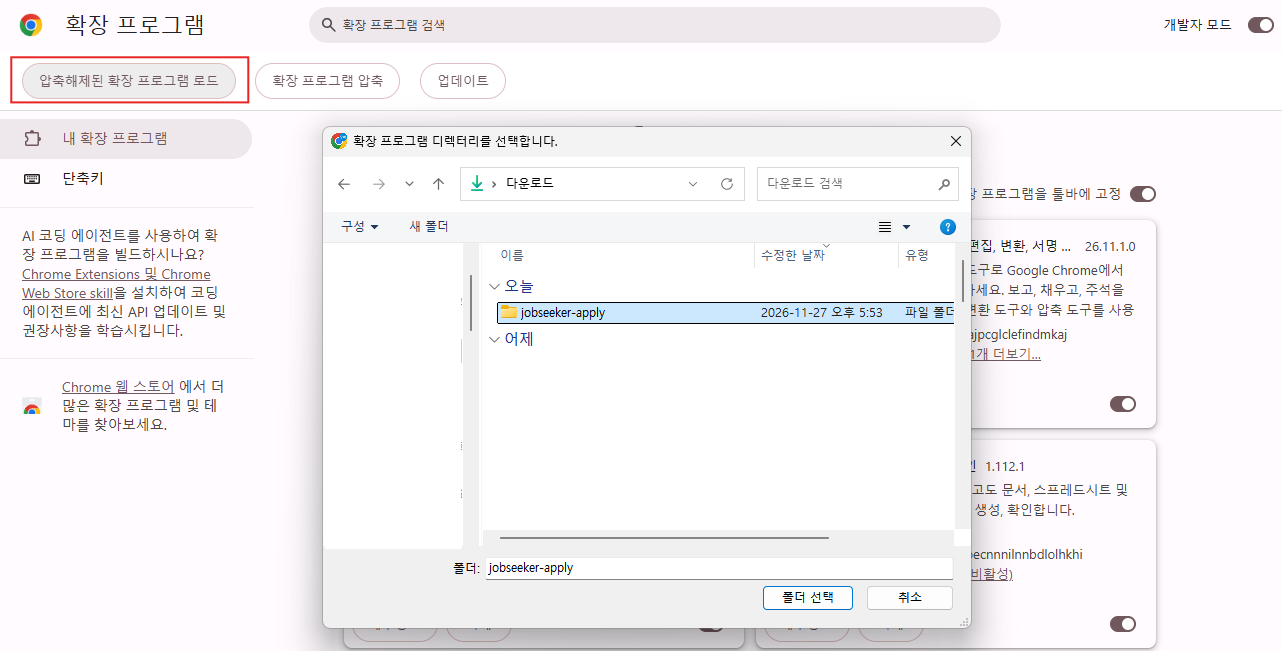 확장 프로그램
확장 프로그램 검색
개발자 모드
압축해제된 확장 프로그램 로드
확장 프로그램 압축
업데이트
내 확장 프로그램
단축키
AI 코딩 에이전트를 사용하여 확
장 프로그램을 빌드하시나요?
Chrome Extensions 및 Chrome
Web Store skill을 설치하여 코딩
에이전트에 최신 API 업데이트 및
권장사항을 학습시킵니다.
Chrome 웹 스토어 에서 더
많은 확장 프로그램 및 테
마를 찾아보세요.
확장 프로그램 디렉터리를 선택합니다.
다운로드
다운로드 검색
구성
새 폴더
이름
수정한 날짜
유형
오늘
jobseeker-apply
2026-11-27 오후 5:53
파일 폴더
어제
폴더:
jobseeker-apply
폴더 선택
취소
프로그램을 툴바에 고정
편집, 변환, 서명 ...
26.11.1.0
도구로 Google Chrome에서
하세요. 보고, 채우고, 주석을
변환 도구와 압축 도구를 사용
ajpcglclefindmkaj
1개 더보기...
1.112.1
고도 문서, 스프레드시트 및
생성, 확인합니다.
ecnnnilnnbdlolhkhi
비활성)